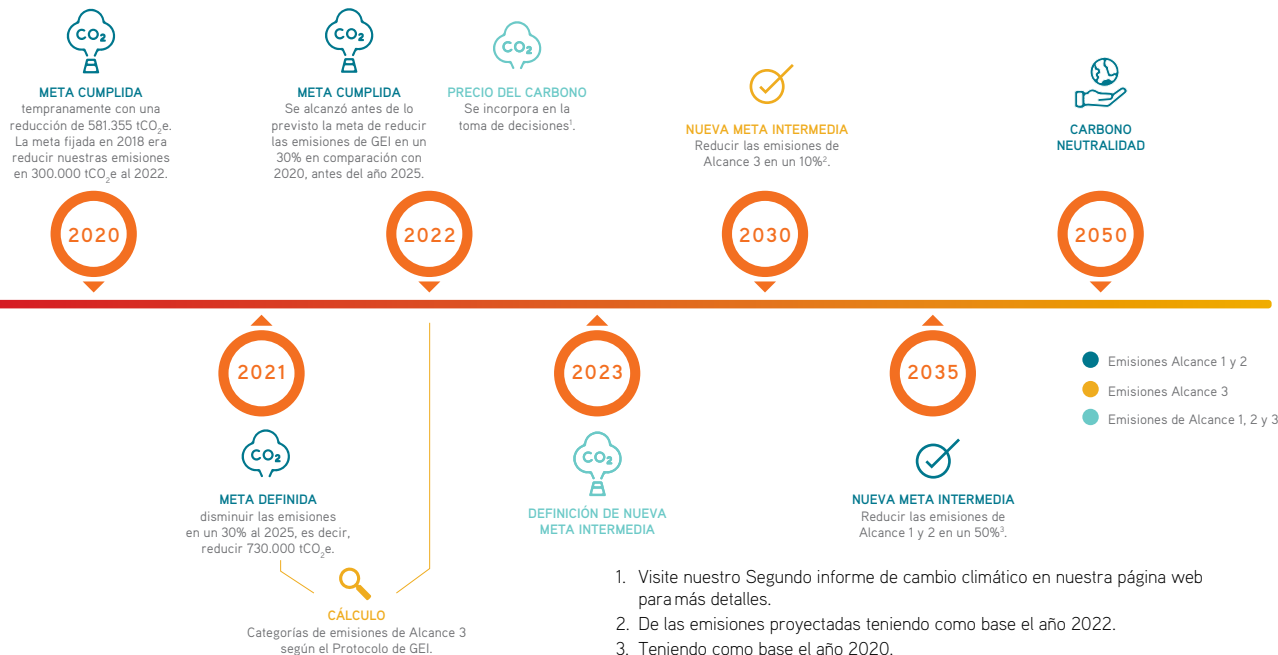 CO₂
META CUMPLIDA
tempranamente con una
reducción de 581.355 tCO₂e.
La meta fijada en 2018 era
reducir nuestras emisiones
en 300.000 tCO₂e al 2022.
2020
CO₂
META CUMPLIDA
Se alcanzó antes de lo
previsto la meta de reducir
las emisiones de GEI en un
30% en comparación con
2020, antes del año 2025.
CO₂
PRECIO DEL CARBONO
Se incorpora en la
toma de decisiones¹.
2022
NUEVA META INTERMEDIA
Reducir las emisiones de
Alcance 3 en un 10%².
2030
CARBONO
NEUTRALIDAD
2050
2021
CO₂
META DEFINIDA
disminuir las emisiones
en un 30% al 2025, es decir,
reducir 730.000 tCO₂e.
CÁLCULO
Categorías de emisiones de Alcance 3
según el Protocolo de GEI.
2023
CO₂
DEFINICIÓN DE NUEVA
META INTERMEDIA
2035
NUEVA META INTERMEDIA
Reducir las emisiones de
Alcance 1 y 2 en un 50%³.
Emisiones Alcance 1 y 2
Emisiones Alcance 3
Emisiones de Alcance 1, 2 y 3
1. Visite nuestro Segundo informe de cambio climático en nuestra página web
para más detalles.
2. De las emisiones proyectadas teniendo como base el año 2022.
3. Teniendo como base el año 2020.